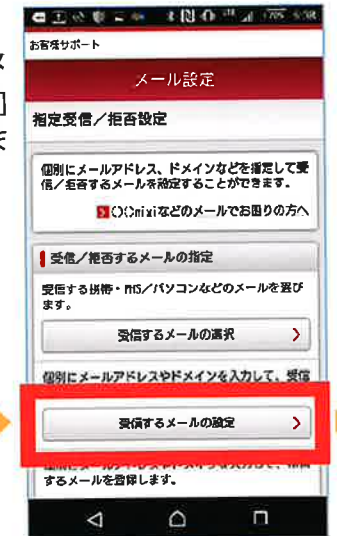 お客様サポート
メール設定
指定受信／拒否設定
個別にメールアドレス、ドメインなどを指定して受
信／拒否するメールを設定することができます。
〇〇mixiなどのメールでお困りの方へ
受信／拒否するメールの指定
受信する携帯・PHS／パソコンなどのメールを選び
ます。
受信するメールの選択
個別にメールアドレスやドメインを入力して、受信
受信するメールの設定
するメールを登録します。